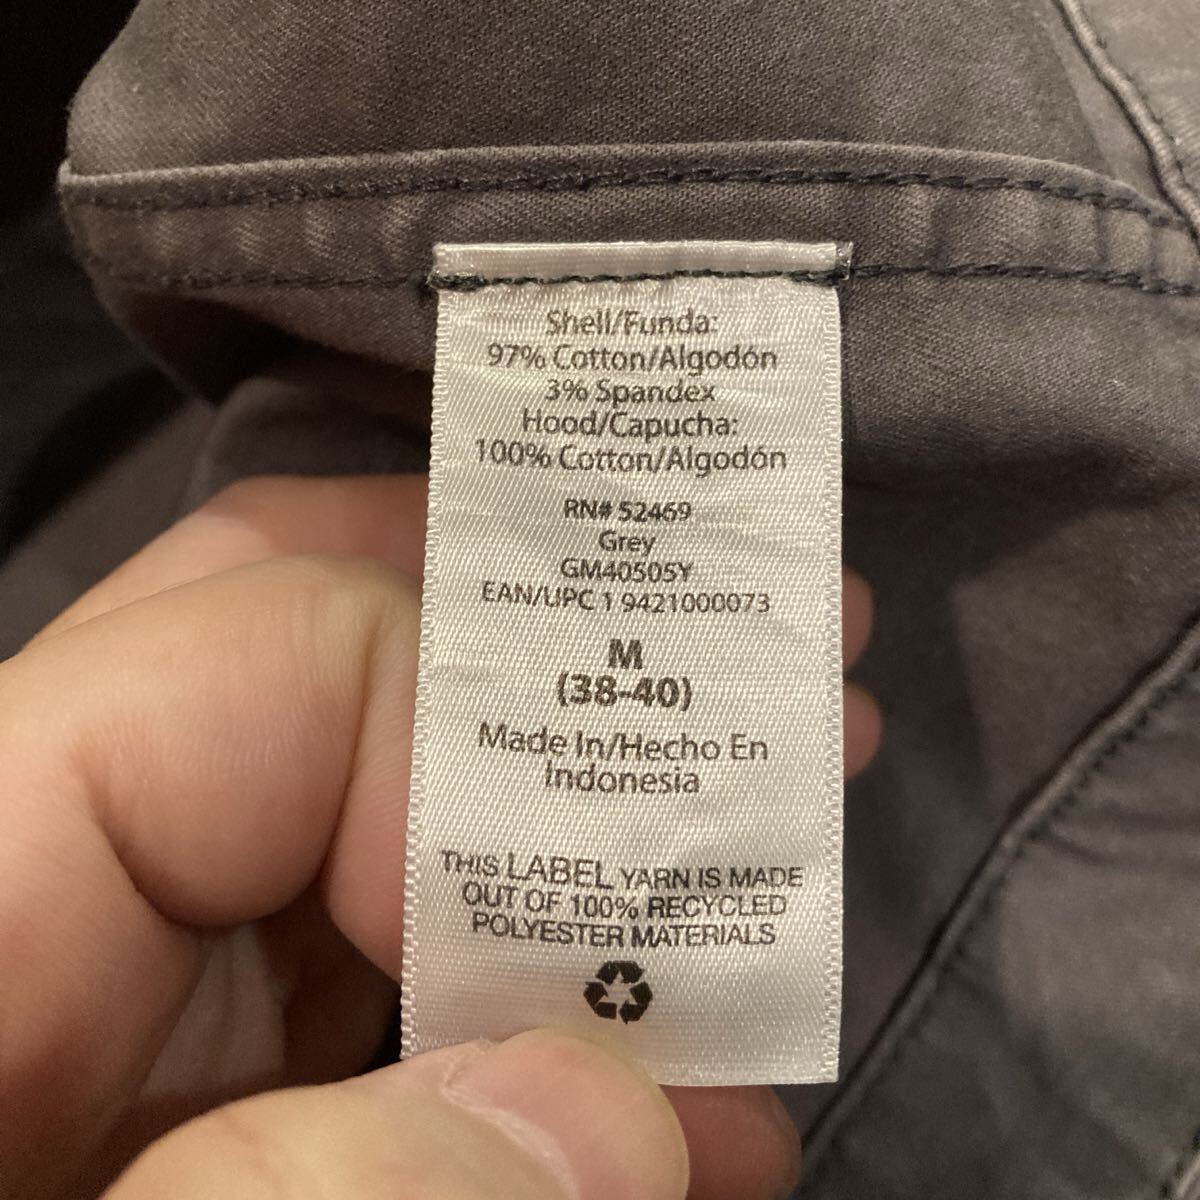 Shell/Funda:
97% Cotton/Algodón
3% Spandex
Hood/Capucha:
100% Cotton/Algodón
RN# 52469
Grey
GM40505Y
EAN/UPC 1 9421000073
M
(38-40)
Made In/Hecho En
Indonesia
THIS LABEL YARN IS MADE
OUT OF 100% RECYCLED
POLYESTER MATERIALS